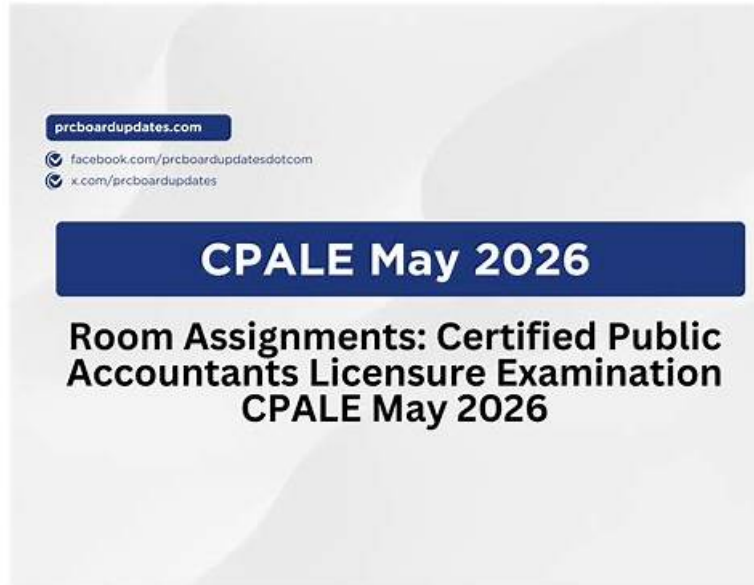 prcboardupdates.com
facebook.com/prcboardupdatesdotcom
x.com/prcboardupdates
CPALE May 2026
Room Assignments: Certified Public
Accountants Licensure Examination
CPALE May 2026